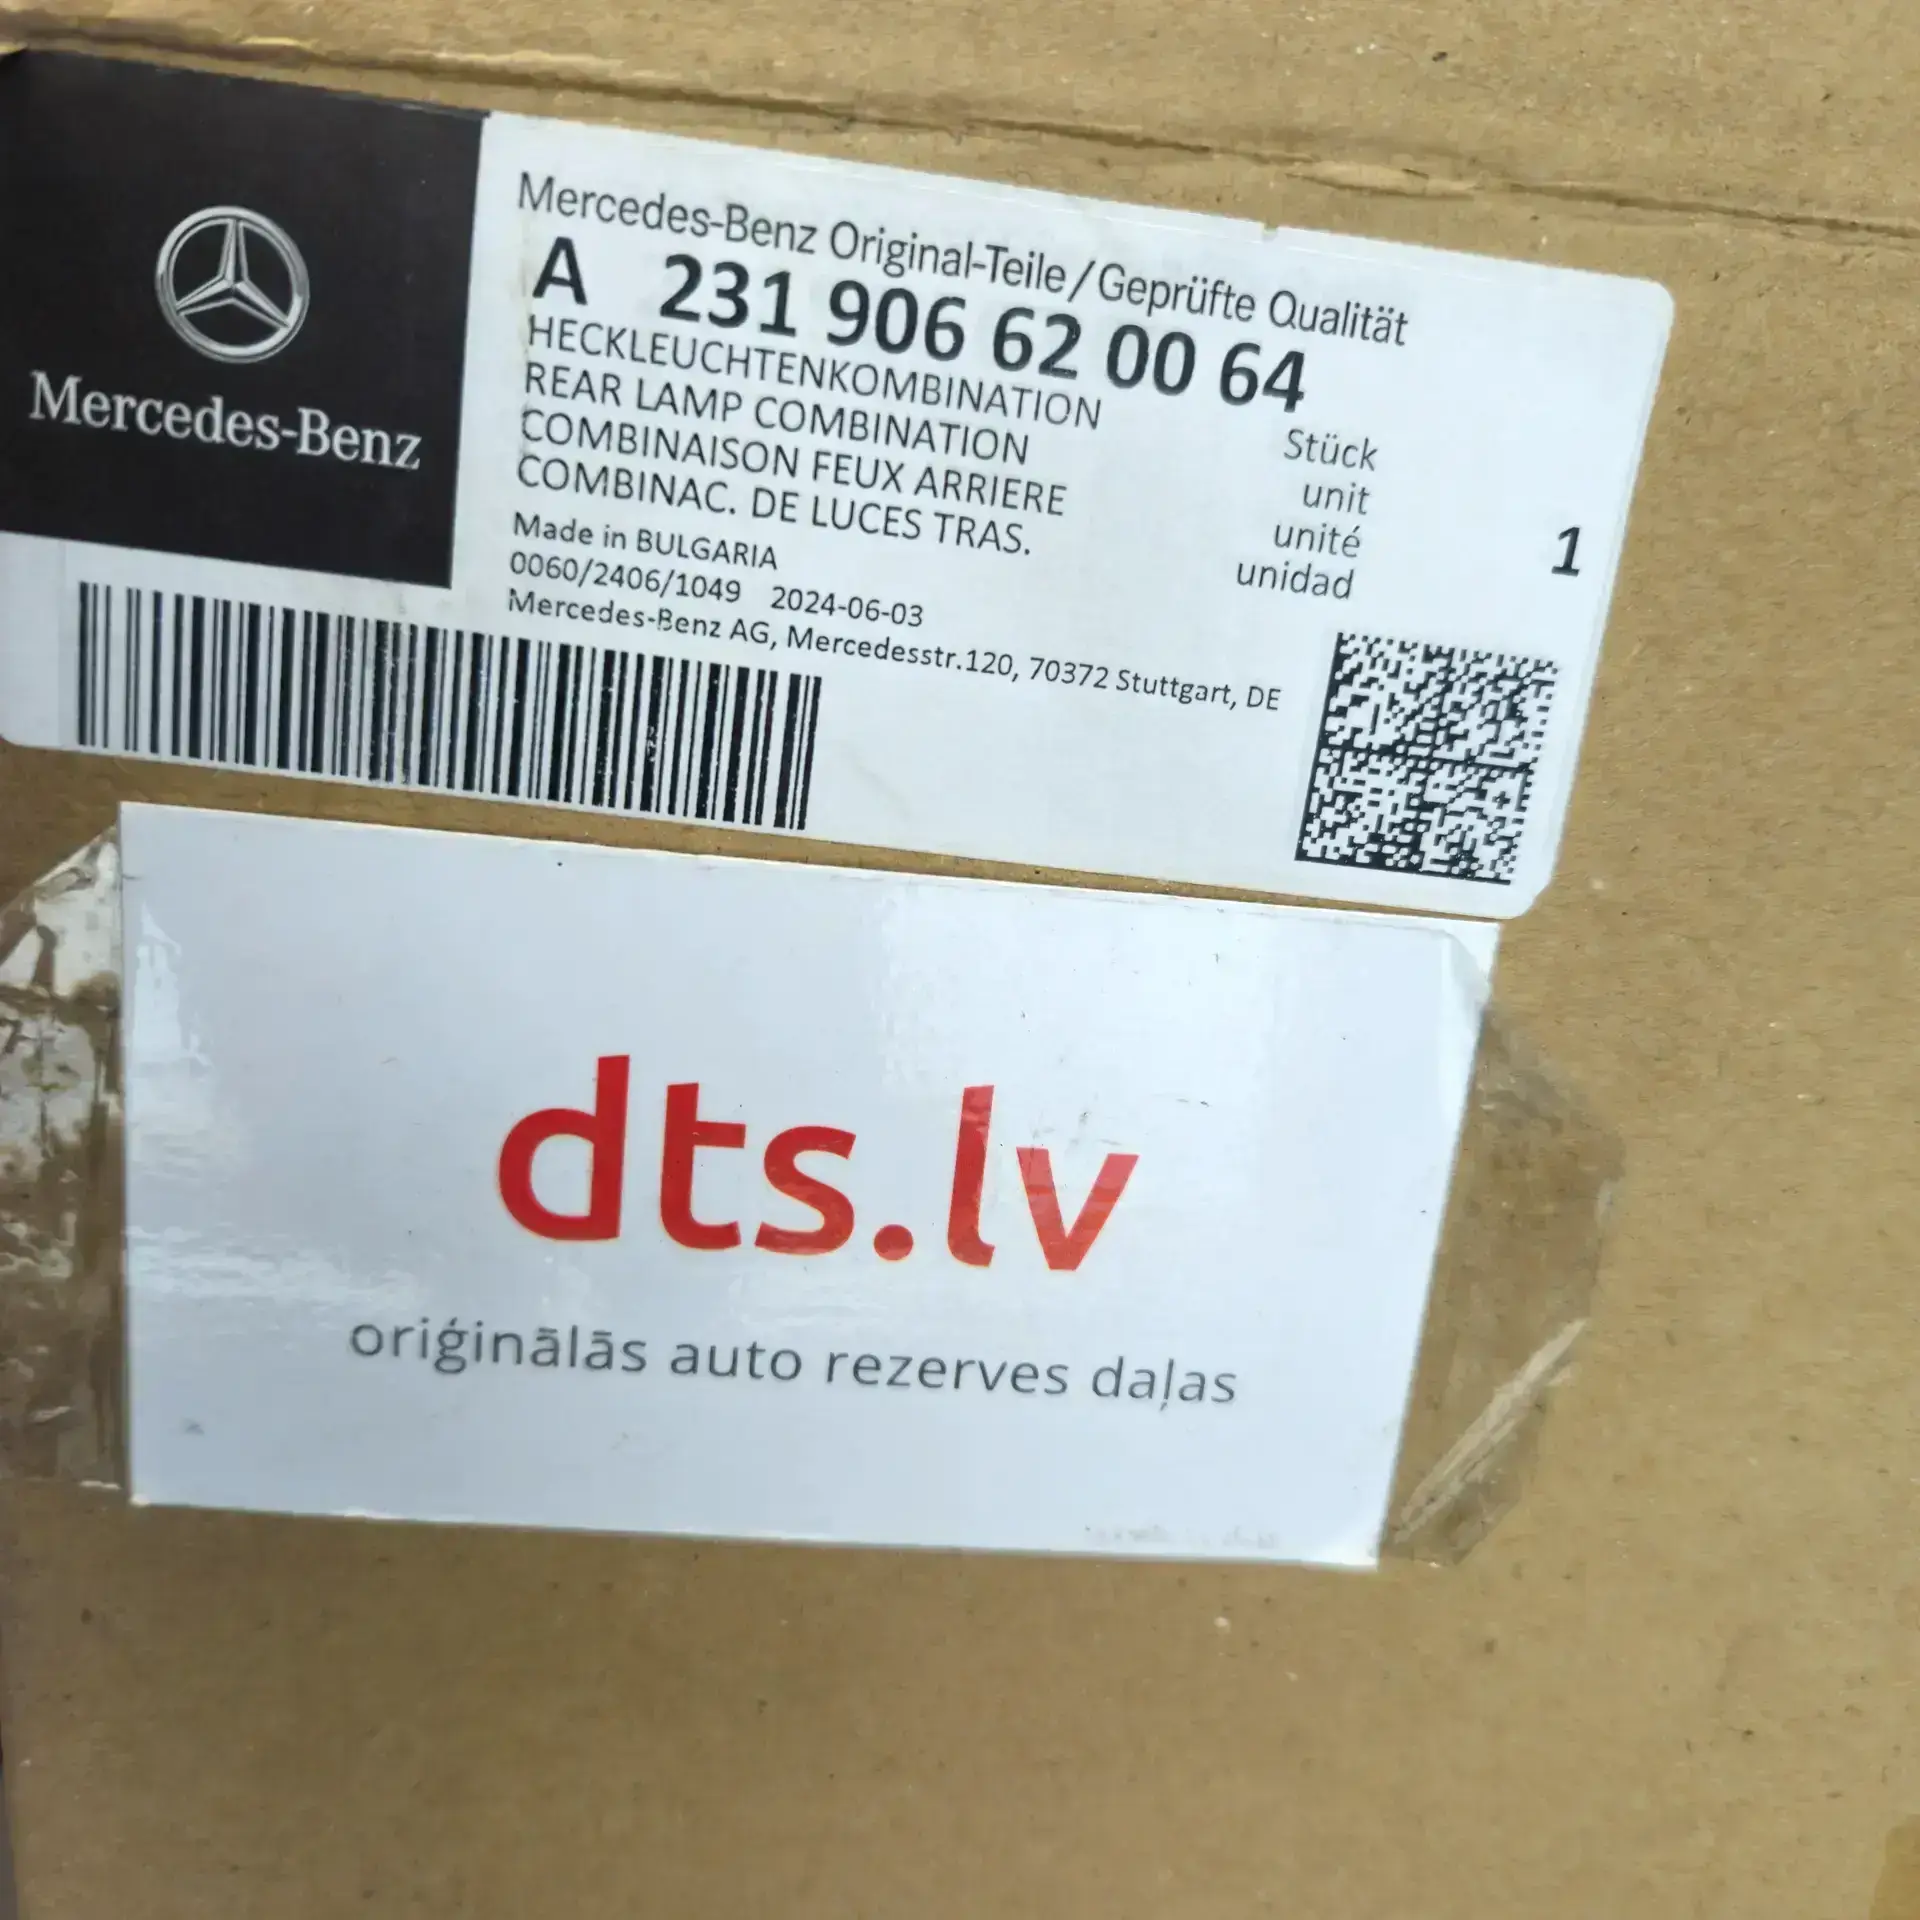 Mercedes-Benz
Mercedes-Benz Original-Teile/Geprüfte Qualität
A 231 906 62 00 64
HECKLEUCHTENKOMBINATION
REAR LAMP COMBINATION
COMBINAISON FEUX ARRIERE
COMBINAC. DE LUCES TRAS.
Stück
unit
unité
unidad
1
Made in BULGARIA
0060/2406/1049 2024-06-03
Mercedes-Benz AG, Mercedesstr.120, 70372 Stuttgart, DE
dts.lv
oriģinālās auto rezerves daļas